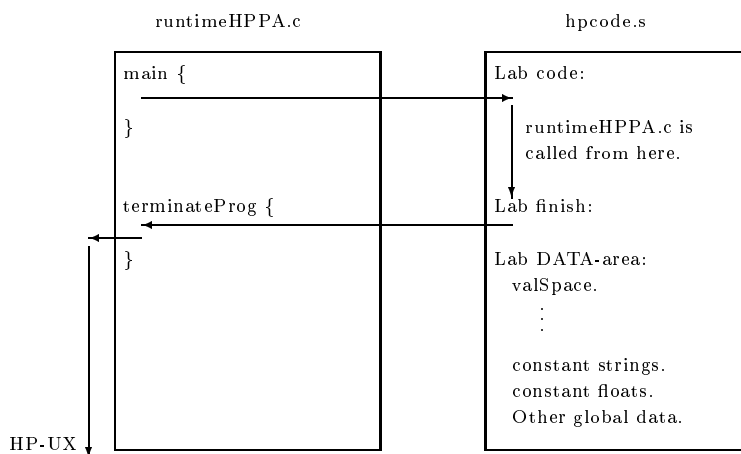 runtimeHPPA.c
main {
}
terminateProg {
}
HP-UX
hpcode.s
Lab code:
runtimeHPPA.c is
called from here.
Lab finish:
Lab DATA-area:
valSpace.
constant strings.
constant floats.
Other global data.